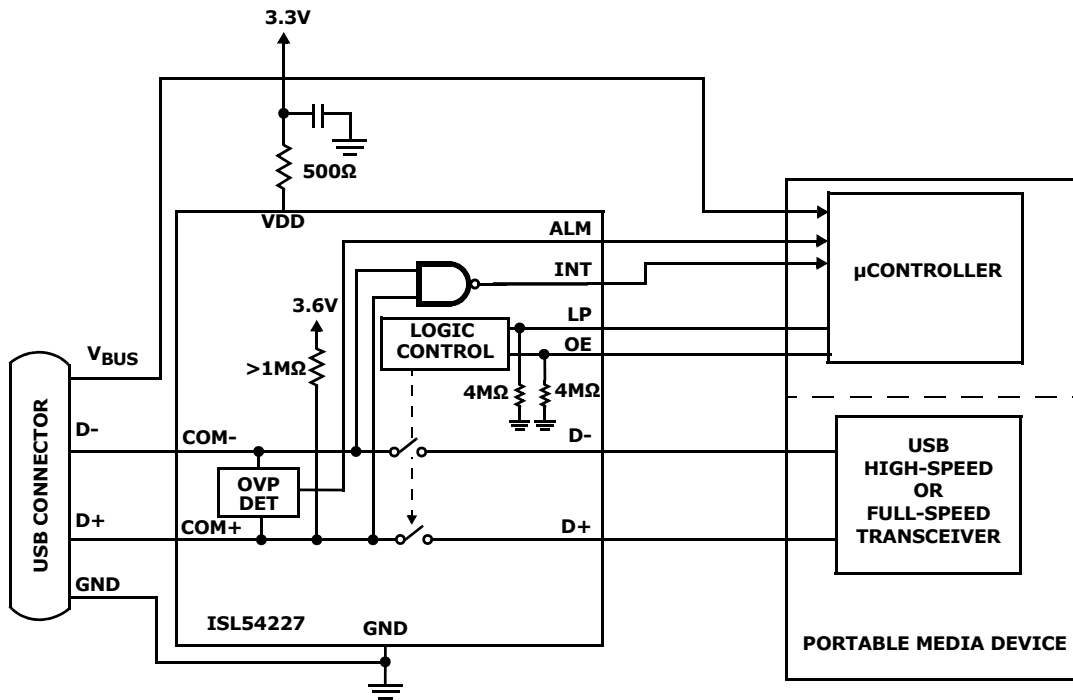 3.3V
500Ω
VDD
ALM
INT
µCONTROLLER
3.6V
LP
LOGIC
CONTROL
OE
VBUS
>1MΩ
4MΩ
4MΩ
D-
COM-
D-
USB
HIGH-SPEED
OR
FULL-SPEED
TRANSCEIVER
OVP
DET
USB CONNECTOR
D+
COM+
D+
GND
ISL54227
GND
PORTABLE MEDIA DEVICE